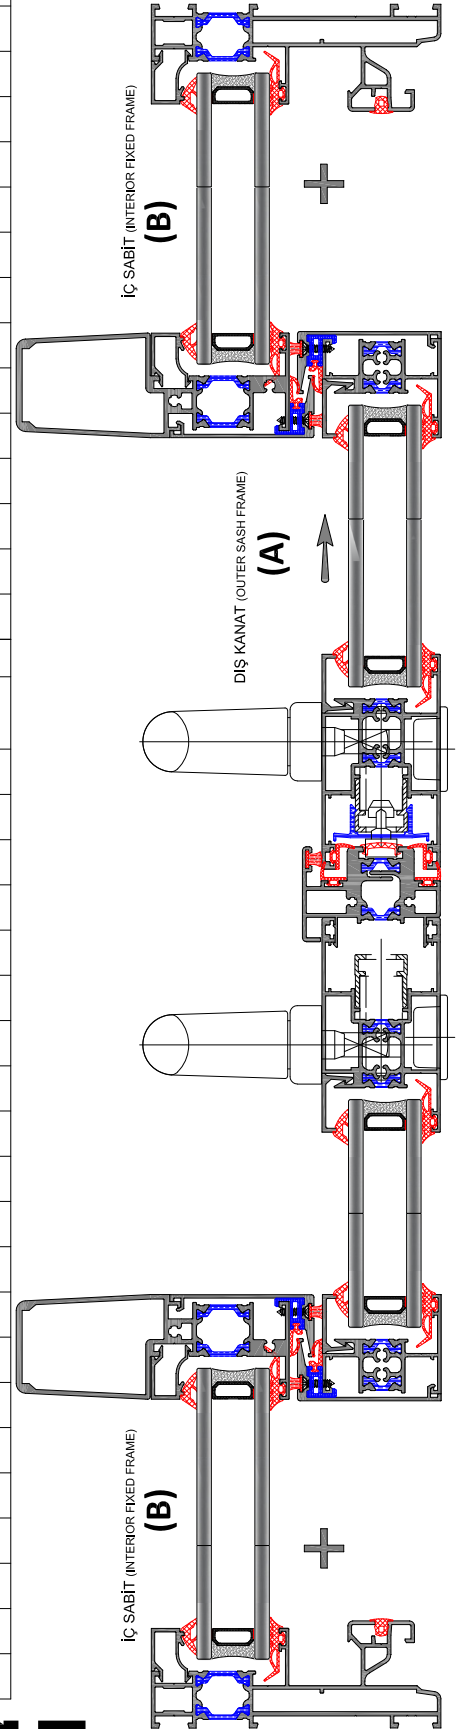 İÇ SABİT (INTERIOR FIXED FRAME)
(B)
DIŞ KANAT (OUTER SASH FRAME)
(A)
İÇ SABİT (INTERIOR FIXED FRAME)
(B)